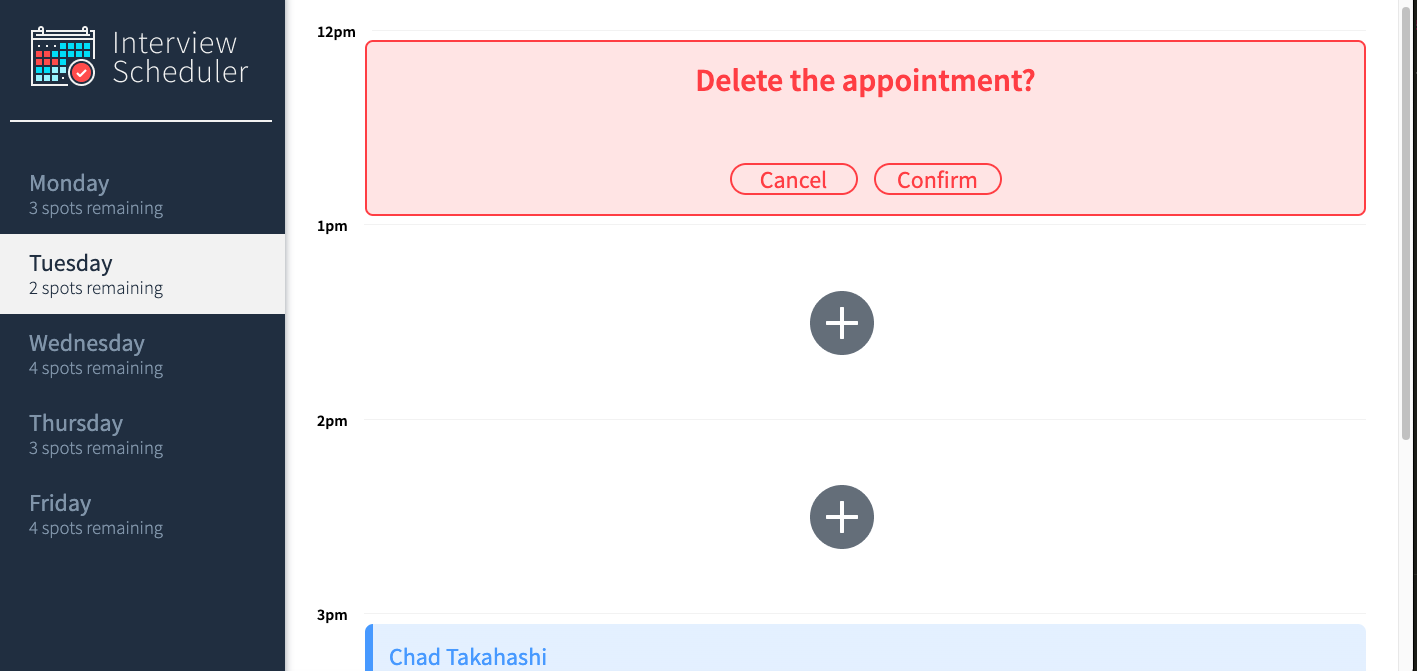 Interview
Scheduler
Monday
3 spots remaining
Tuesday
2 spots remaining
Wednesday
4 spots remaining
Thursday
3 spots remaining
Friday
4 spots remaining
12pm
Delete the appointment?
Cancel Confirm
1pm
2pm
3pm
Chad Takahashi